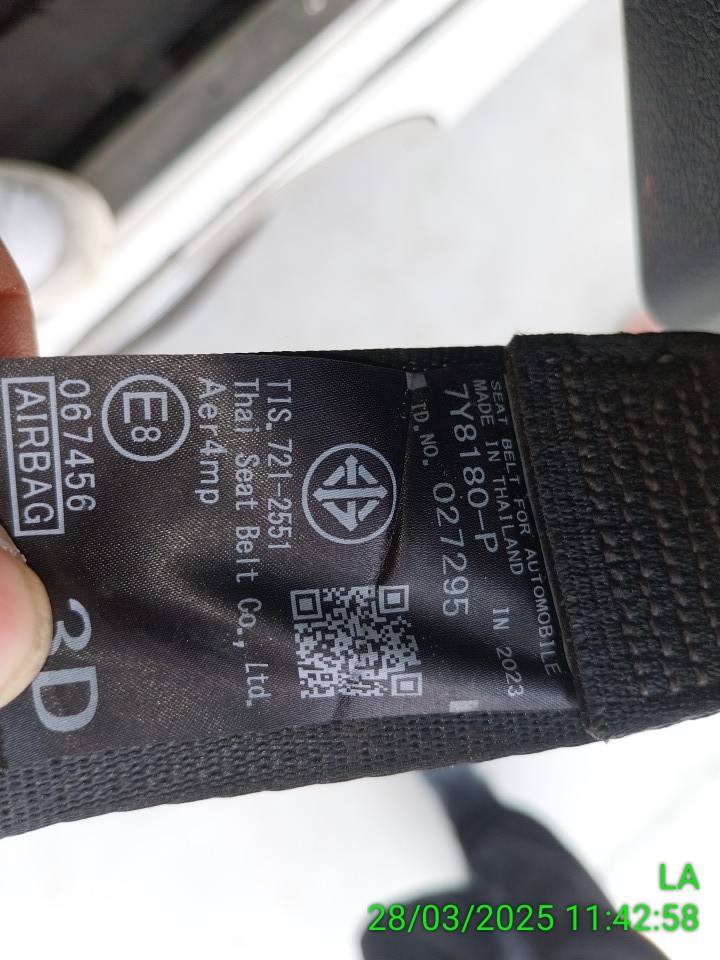 SEAT BELT FOR AUTOMOBILE
MADE IN THAILAND IN 2023
7Y8180-P
ID.NO. 027295
TIS. 721-2551
Thai Seat Belt Co., Ltd.
Aer4mp
E8
067456
AIRBAG
3D
LA
28/03/2025 11:42:58